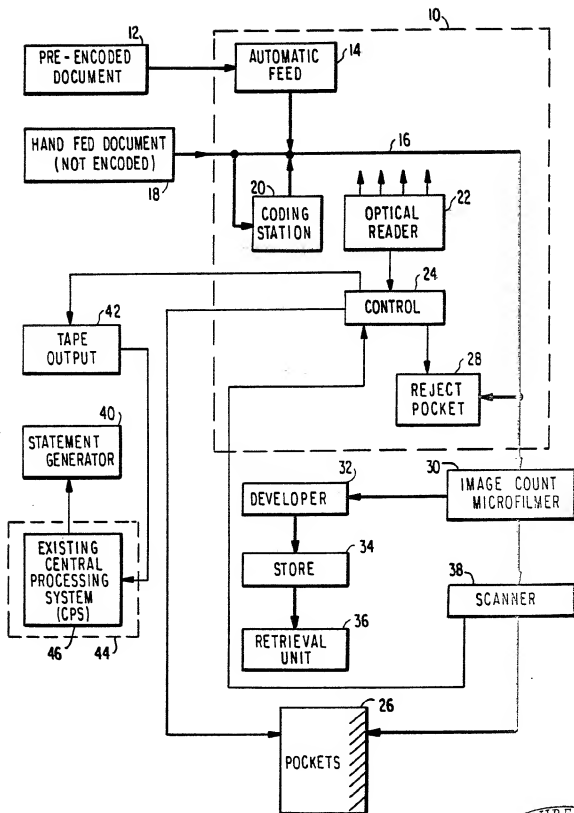 10
12
PRE-ENCODED
DOCUMENT
14
AUTOMATIC
FEED
HAND FED DOCUMENT
(NOT ENCODED)
18
16
20
CODING
STATION
22
OPTICAL
READER
24
CONTROL
42
TAPE
OUTPUT
28
REJECT
POCKET
40
STATEMENT
GENERATOR
32
DEVELOPER
30
IMAGE COUNT
MICROFILMER
34
STORE
38
SCANNER
EXISTING
CENTRAL
PROCESSING
SYSTEM
(CPS)
46
44
36
RETRIEVAL
UNIT
26
POCKETS